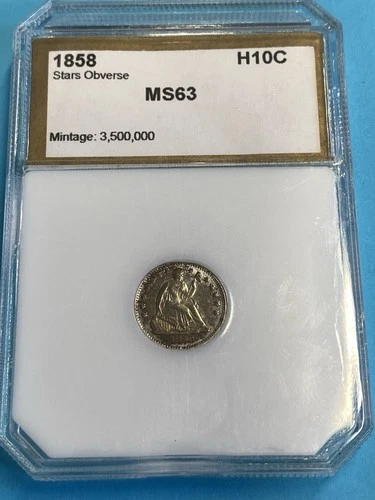 1858 H10C
Stars Obverse
MS63
Mintage: 3,500,000